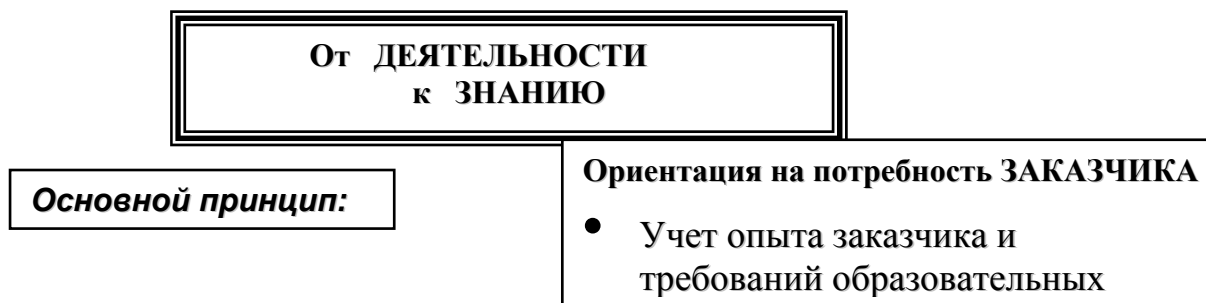 От ДЕЯТЕЛЬНОСТИ
к ЗНАНИЮ
Основной принцип:
Ориентация на потребность ЗАКАЗЧИКА
• Учет опыта заказчика и
требований образовательных